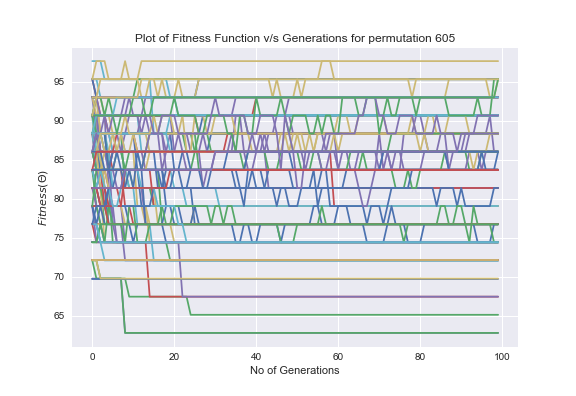 Plot of Fitness Function v/s Generations for permutation 605
95
90
85
80
75
70
65
Fitness(Θ)
0 20 40 60 80 100
No of Generations